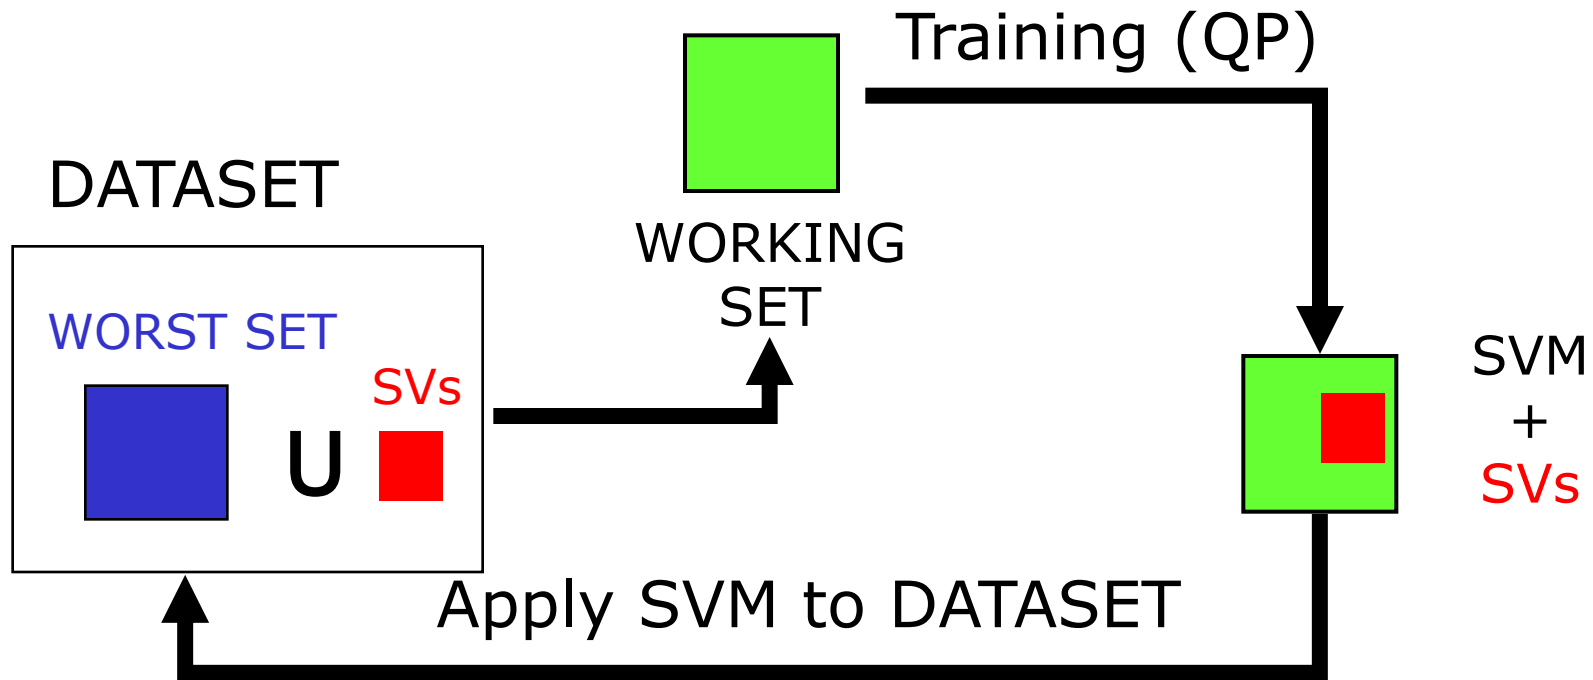 Training (QP)
DATASET
WORKING
SET
WORST SET
SVs
U
SVM
+
SVs
Apply SVM to DATASET